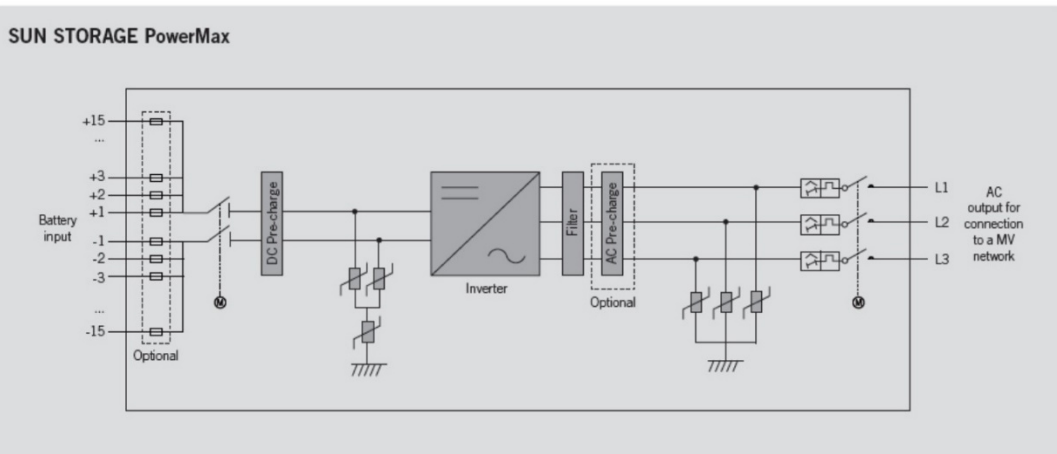 SUN STORAGE PowerMax
+15
...
+3
+2
+1
Battery
input
-1
-2
-3
...
-15
Optional
M
DC Pre-charge
Inverter
Filter
AC Pre-charge
Optional
M
L1
L2
L3
AC
output for
connection
to a MV
network